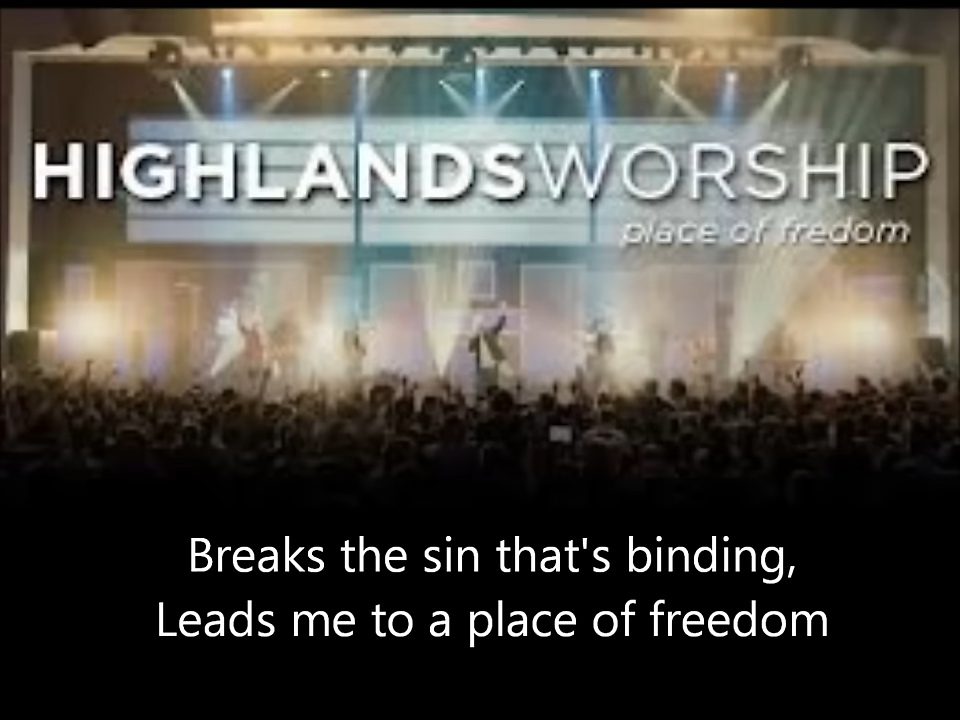 HIGHLANDSWORSHIP
place of fredom
Breaks the sin that's binding,
Leads me to a place of freedom